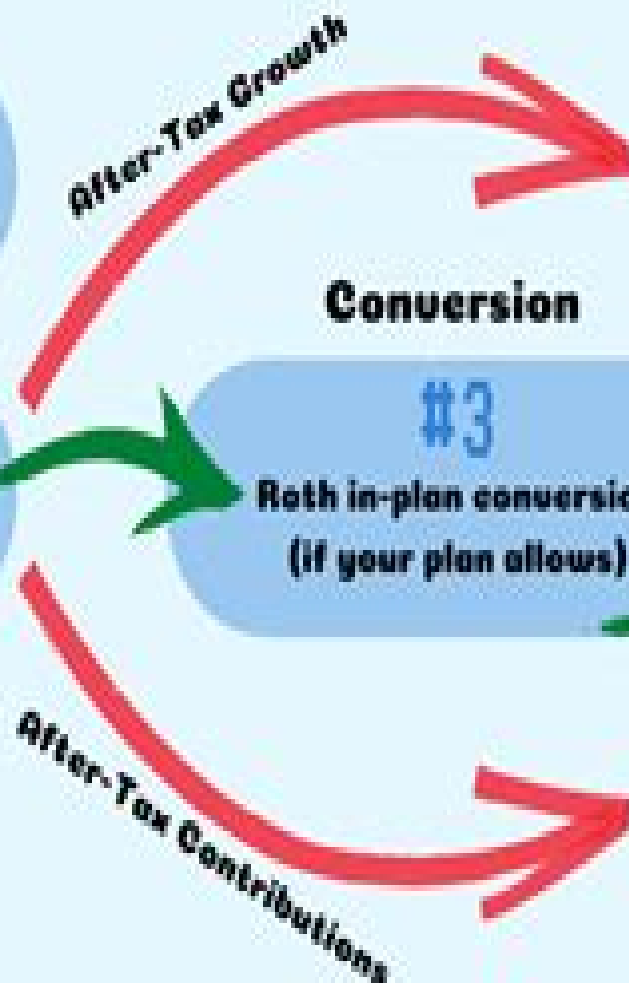 After-Tax Growth
Conversion
#3
Roth in-plan conversio
(if your plan allows)
After-Tax Contributions